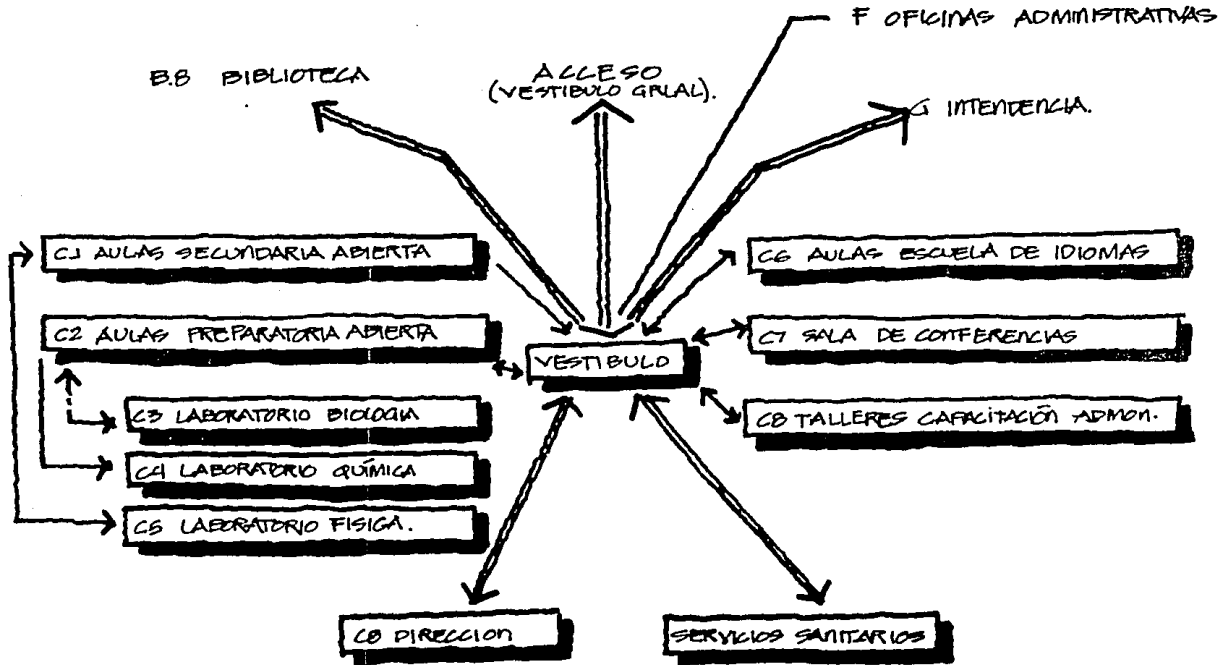 F OFICINAS ADMINISTRATIVAS
B.8 BIBLIOTECA
ACCESO
(VESTIBULO GRLAL).
G INTENDENCIA.
C1 AULAS SECUNDARIA ABIERTA
C6 AULAS ESCUELA DE IDIOMAS
C2 AULAS PREPARATORIA ABIERTA
C7 SALA DE CONFERENCIAS
VESTIBULO
C3 LABORATORIO BIOLOGIA
C8 TALLERES CAPACITACIÓN ADMON.
C4 LABORATORIO QUÍMICA
C5 LABORATORIO FISICA.
C8 DIRECCION
SERVICIOS SANITARIOS